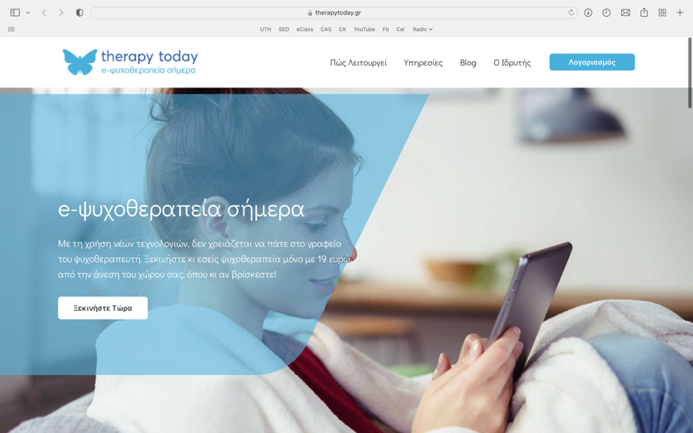 therapytoday.gr
UTH SED eClass CAS CK YouTube Fb Cal Radio
therapy today
e-ψυχοθεραπεία σήμερα
Πώς Λειτουργεί Υπηρεσίες Blog Ο Ιδρυτής Λογαριασμός
e-ψυχοθεραπεία σήμερα
Με τη χρήση νέων τεχνολογιών, δεν χρειάζεται να πάτε στο γραφείο
του ψυχοθεραπευτή. Ξεκινήστε κι εσείς ψυχοθεραπεία μόνο με 19 ευρώ,
από την άνεση του χώρου σας, όπου κι αν βρίσκεστε!
Ξεκινήστε Τώρα